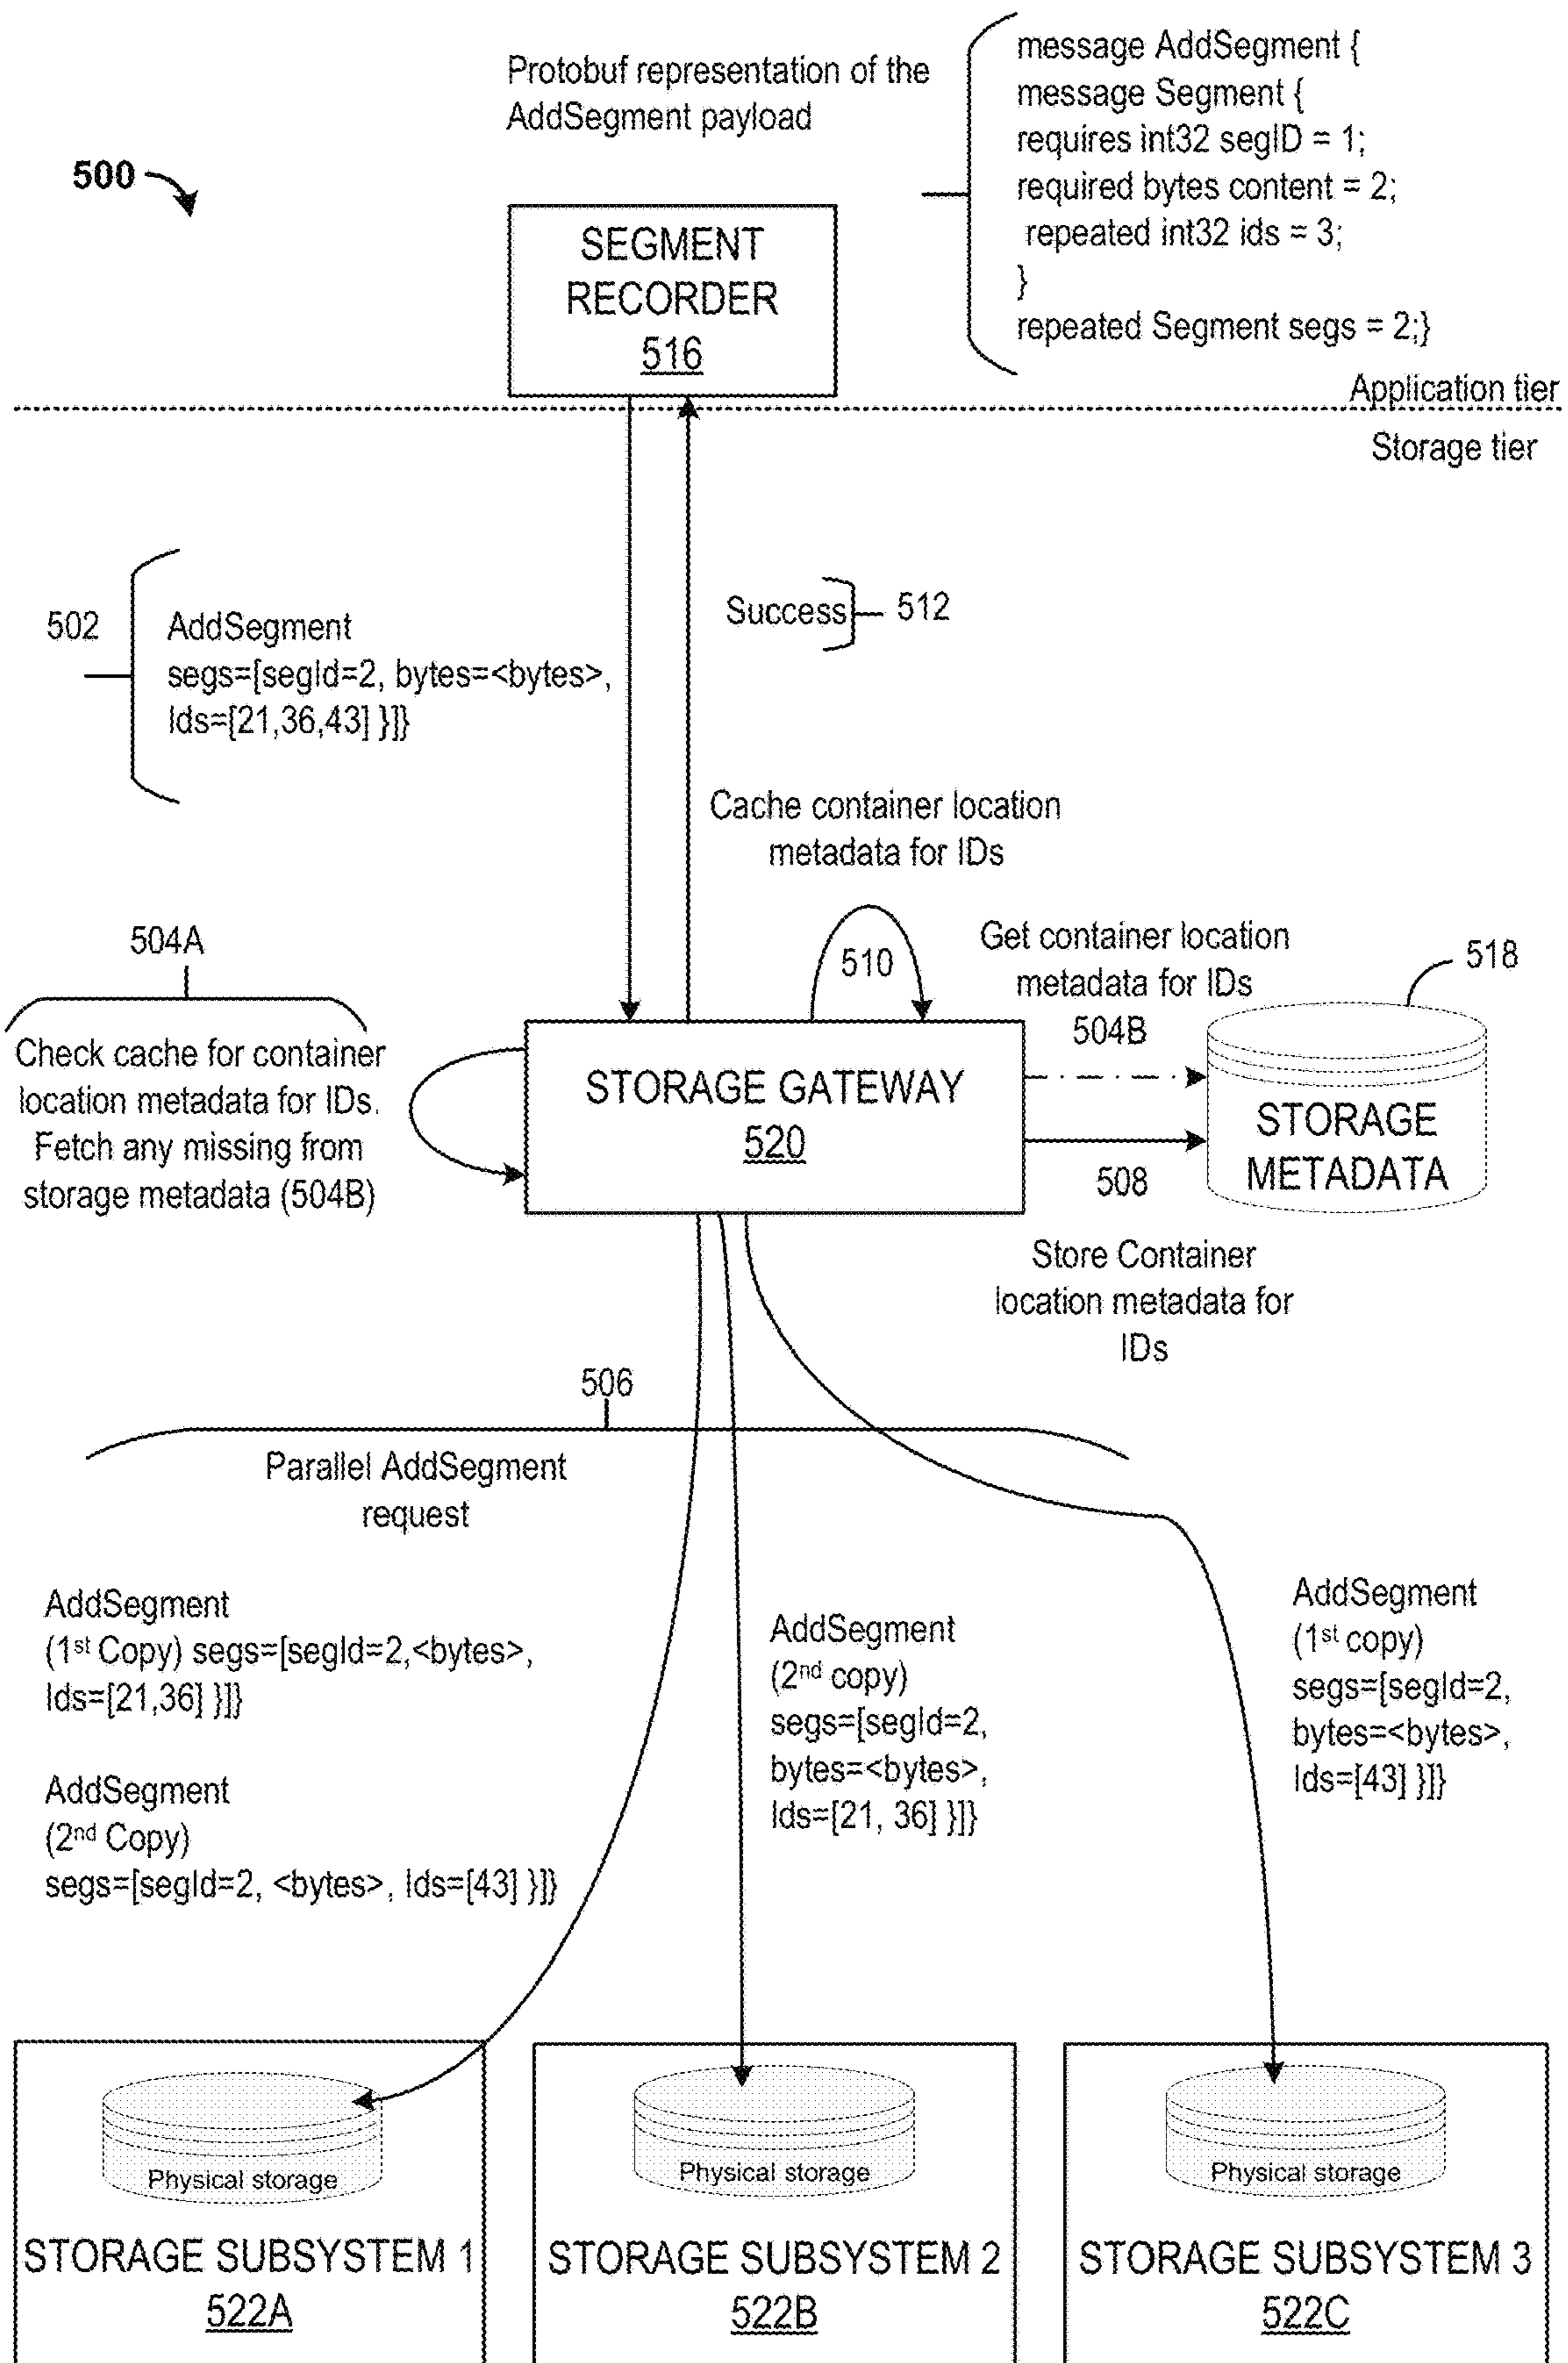 Protobuf representation of the
AddSegment payload
message AddSegment {
message Segment {
requires int32 segID = 1;
required bytes content = 2;
repeated int32 ids = 3;
}
repeated Segment segs = 2;}
500
SEGMENT
RECORDER
516
Application tier
Storage tier
502
AddSegment
segs=[segId=2, bytes=<bytes>,
Ids=[21,36,43] }]}
Success
512
Cache container location
metadata for IDs
510
504A
Check cache for container
location metadata for IDs.
Fetch any missing from
storage metadata (504B)
Get container location
metadata for IDs
504B
518
STORAGE GATEWAY
520
STORAGE
METADATA
508
Store Container
location metadata for
IDs
506
Parallel AddSegment
request
AddSegment
(1st Copy) segs=[segId=2,<bytes>,
Ids=[21,36] }]}
AddSegment
(2nd Copy)
segs=[segId=2, <bytes>, Ids=[43] }]}
AddSegment
(2nd copy)
segs=[segId=2,
bytes=<bytes>,
Ids=[21, 36] }]}
AddSegment
(1st copy)
segs=[segId=2,
bytes=<bytes>,
Ids=[43] }]}
Physical storage
STORAGE SUBSYSTEM 1
522A
Physical storage
STORAGE SUBSYSTEM 2
522B
Physical storage
STORAGE SUBSYSTEM 3
522C